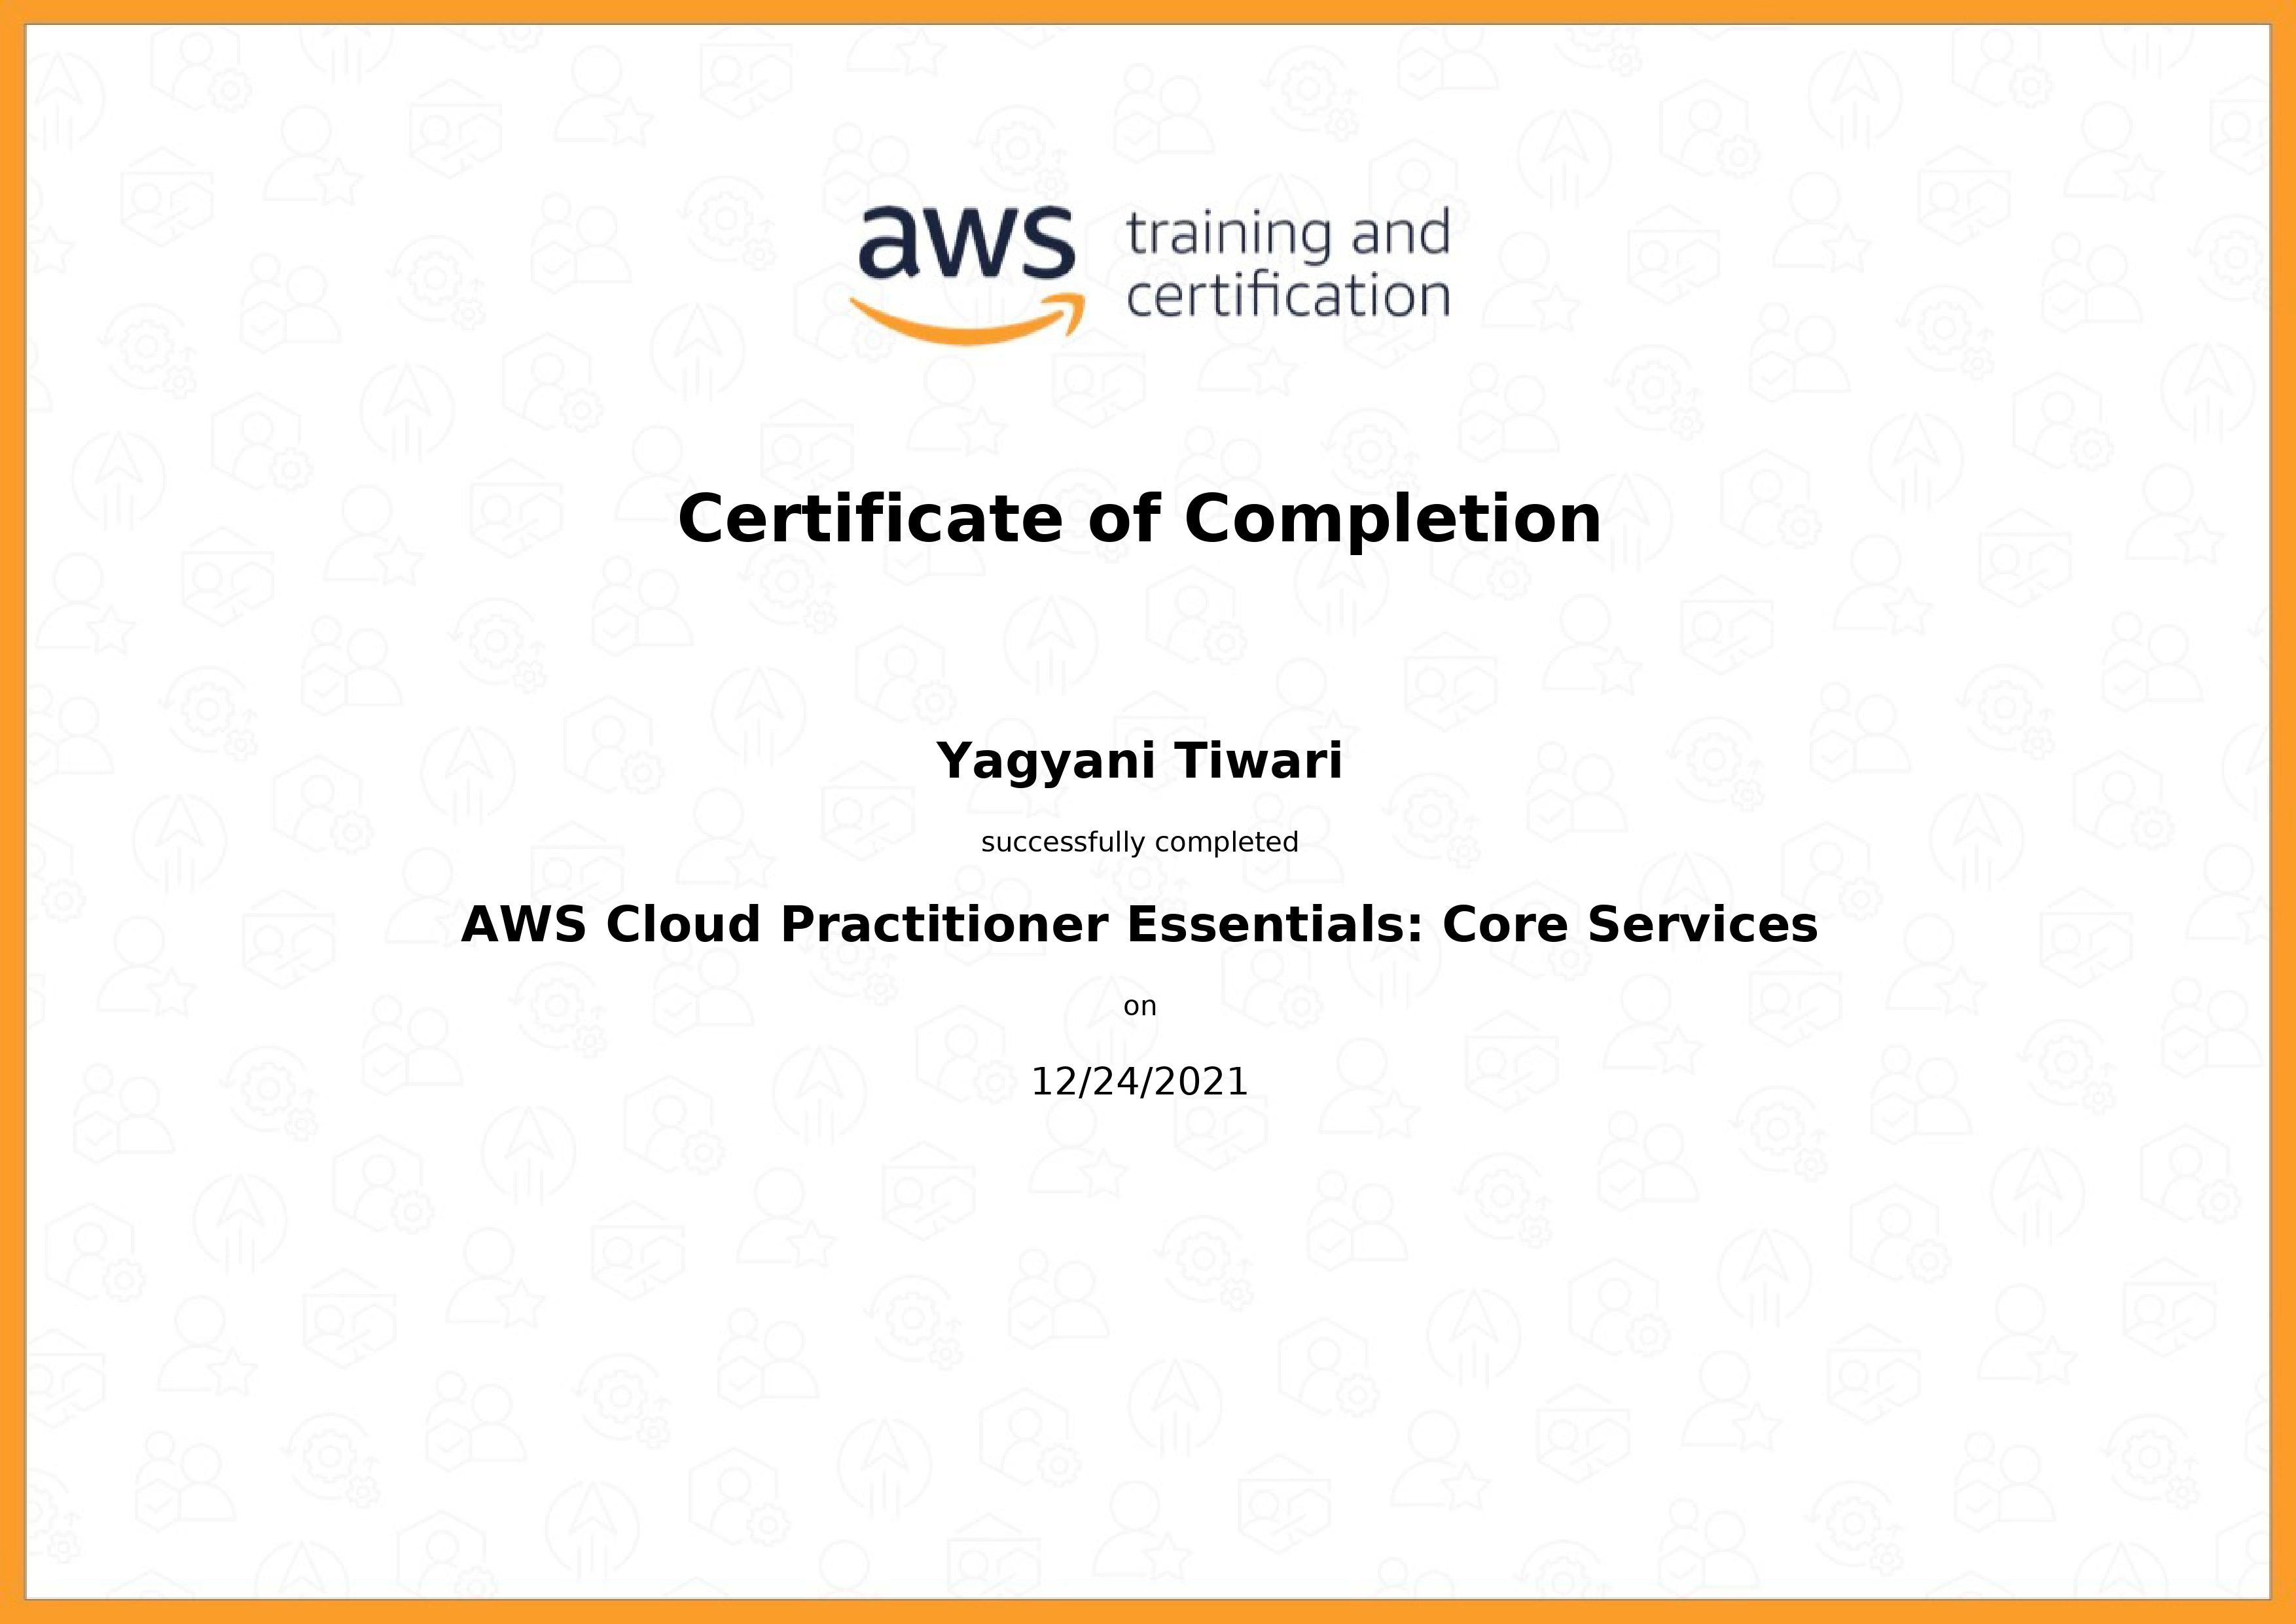 aws training and
certification
Certificate of Completion
Yagyani Tiwari
successfully completed
AWS Cloud Practitioner Essentials: Core Services
on
12/24/2021